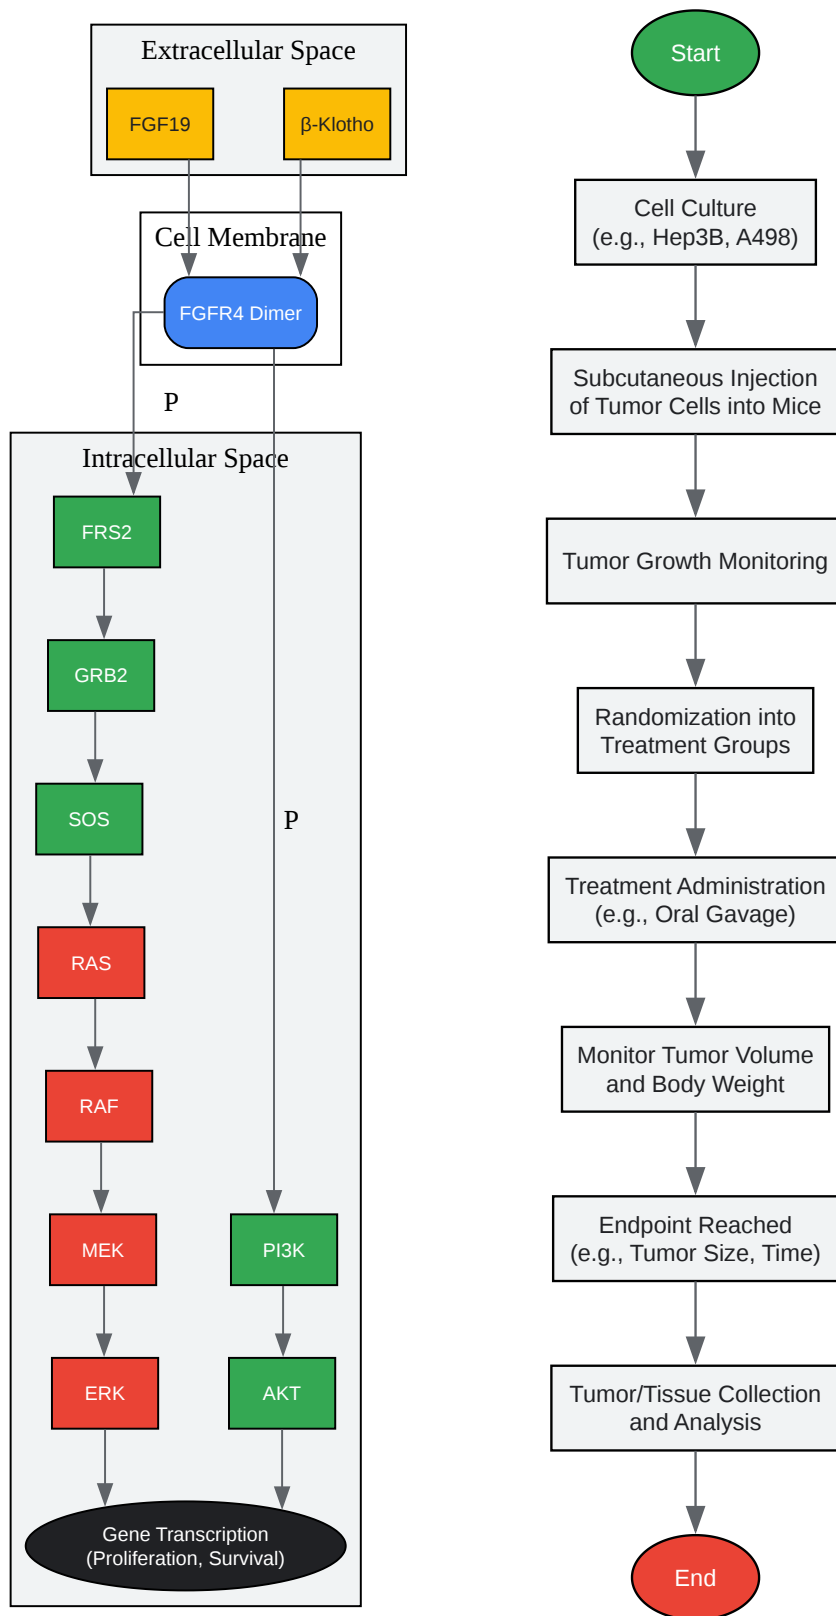 Extracellular Space
FGF19
β-Klotho
Cell Membrane
FGFR4 Dimer
P
Intracellular Space
FRS2
GRB2
SOS
P
RAS
RAF
MEK
PI3K
ERK
AKT
Gene Transcription
(Proliferation, Survival)
Start
Cell Culture
(e.g., Hep3B, A498)
Subcutaneous Injection
of Tumor Cells into Mice
Tumor Growth Monitoring
Randomization into
Treatment Groups
Treatment Administration
(e.g., Oral Gavage)
Monitor Tumor Volume
and Body Weight
Endpoint Reached
(e.g., Tumor Size, Time)
Tumor/Tissue Collection
and Analysis
End